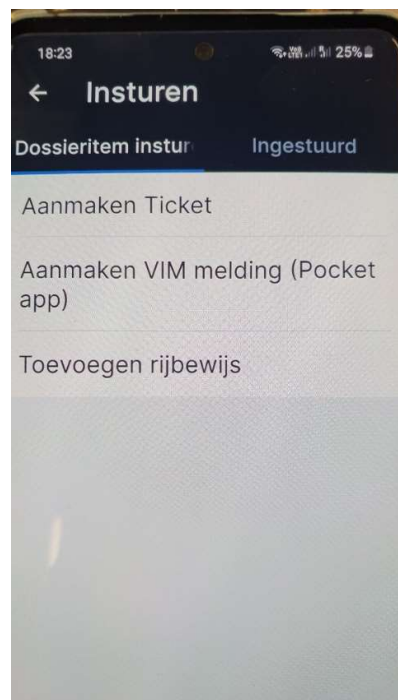 18:23
25%
← Insturen
Dossieritem instur
Ingestuurd
Aanmaken Ticket
Aanmaken VIM melding (Pocket
app)
Toevoegen rijbewijs